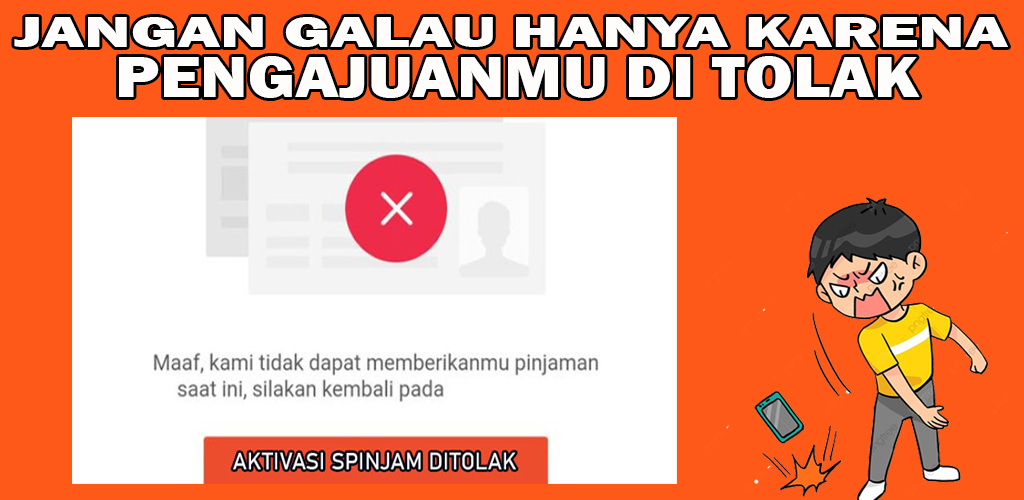 JANGAN GALAU HANYA KARENA
PENGAJUANMU DI TOLAK
Maaf, kami tidak dapat memberikanmu pinjaman
saat ini, silakan kembali pada
AKTIVASI SPINJAM DITOLAK